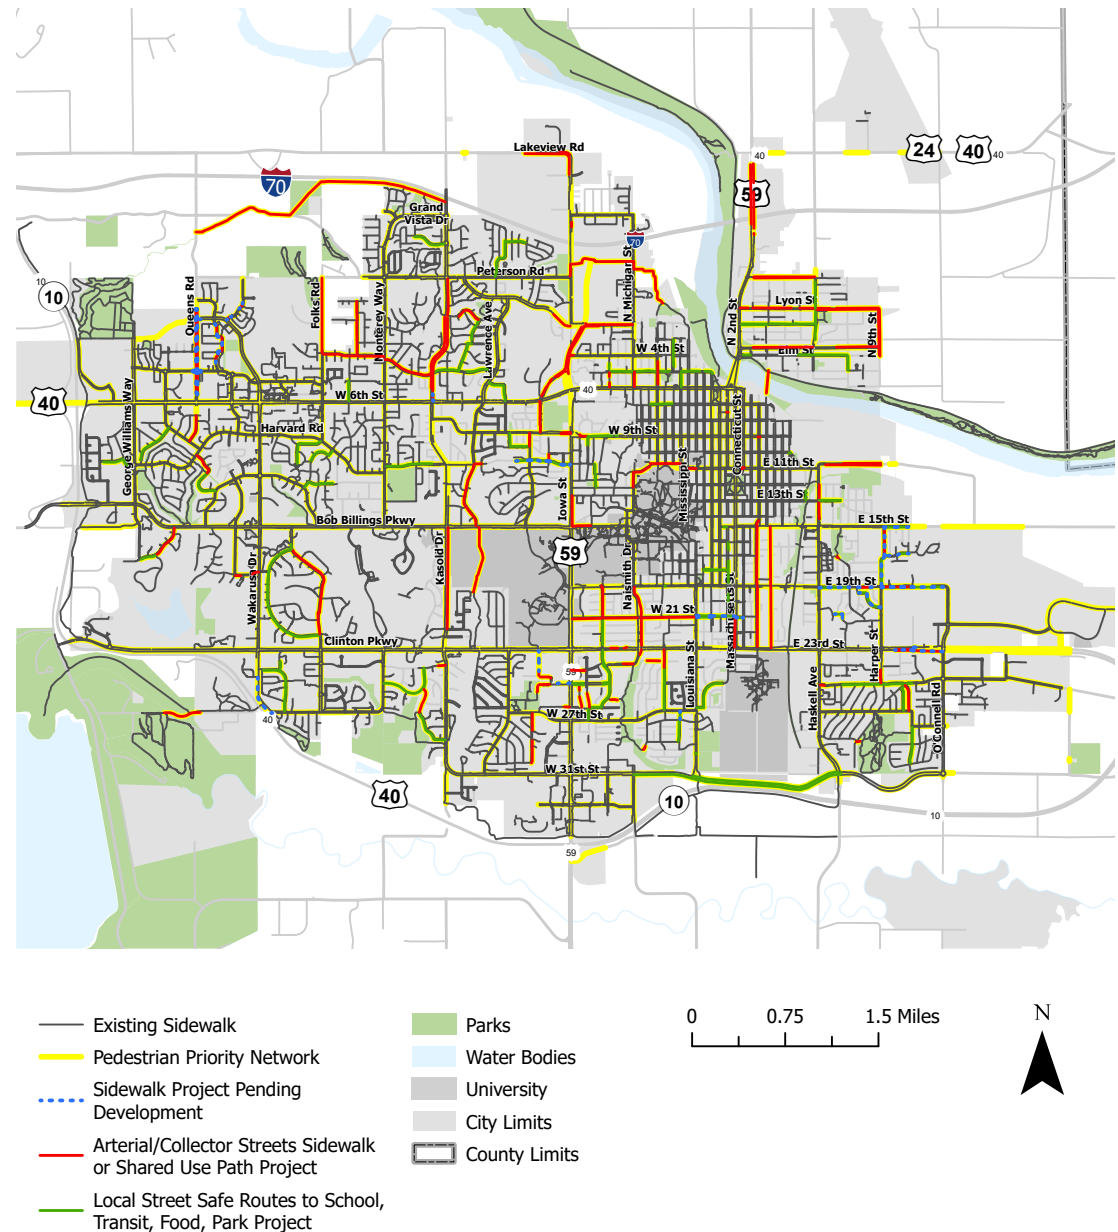 Lakeview Rd
40
24
40
40
70
59
Grand
Vista Dr
70
Peterson Rd
N Michigan St
10
10
Queens Rd
Folks Rd
Monterey Way
Lawrence Ave
N 2nd St
Lyon St
N 9th St
W 4th St
Elm St
40
George Williams Way
W 6th St
40
Connecticut St
Harvard Rd
W 9th St
Mississippi St
E 11th St
Iowa St
E 13th St
Bob Billings Pkwy
E 15th St
59
Kasold Dr
Wakarusa Dr
Naismith Dr
E 19th St
W 21 St
Massachusetts St
Clinton Pkwy
E 23rd St
Louisiana St
Harper St
59
Haskell Ave
O'Connell Rd
W 27th St
40
W 31st St
40
10
10
59
Existing Sidewalk
Pedestrian Priority Network
Sidewalk Project Pending
Development
Arterial/Collector Streets Sidewalk
or Shared Use Path Project
Local Street Safe Routes to School,
Transit, Food, Park Project
Parks
Water Bodies
University
City Limits
County Limits
0 0.75 1.5 Miles
N